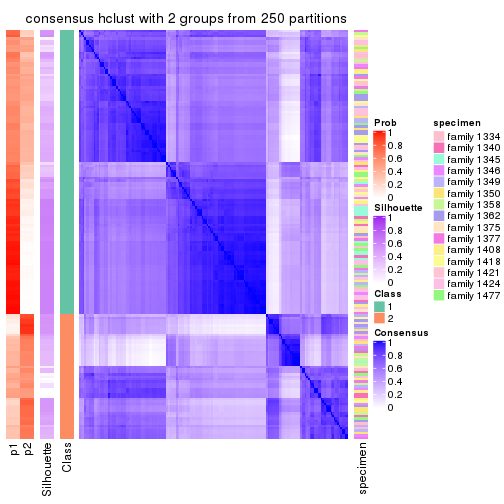 consensus hclust with 2 groups from 250 partitions
Prob
1
0.8
0.6
0.4
0.2
0
Silhouette
1
0.8
0.6
0.4
0.2
0
Class
1
2
Consensus
1
0.8
0.6
0.4
0.2
0
specimen
family 1334
family 1340
family 1345
family 1346
family 1349
family 1350
family 1358
family 1362
family 1375
family 1377
family 1408
family 1418
family 1421
family 1424
family 1477
p1
p2
Silhouette
Class
specimen